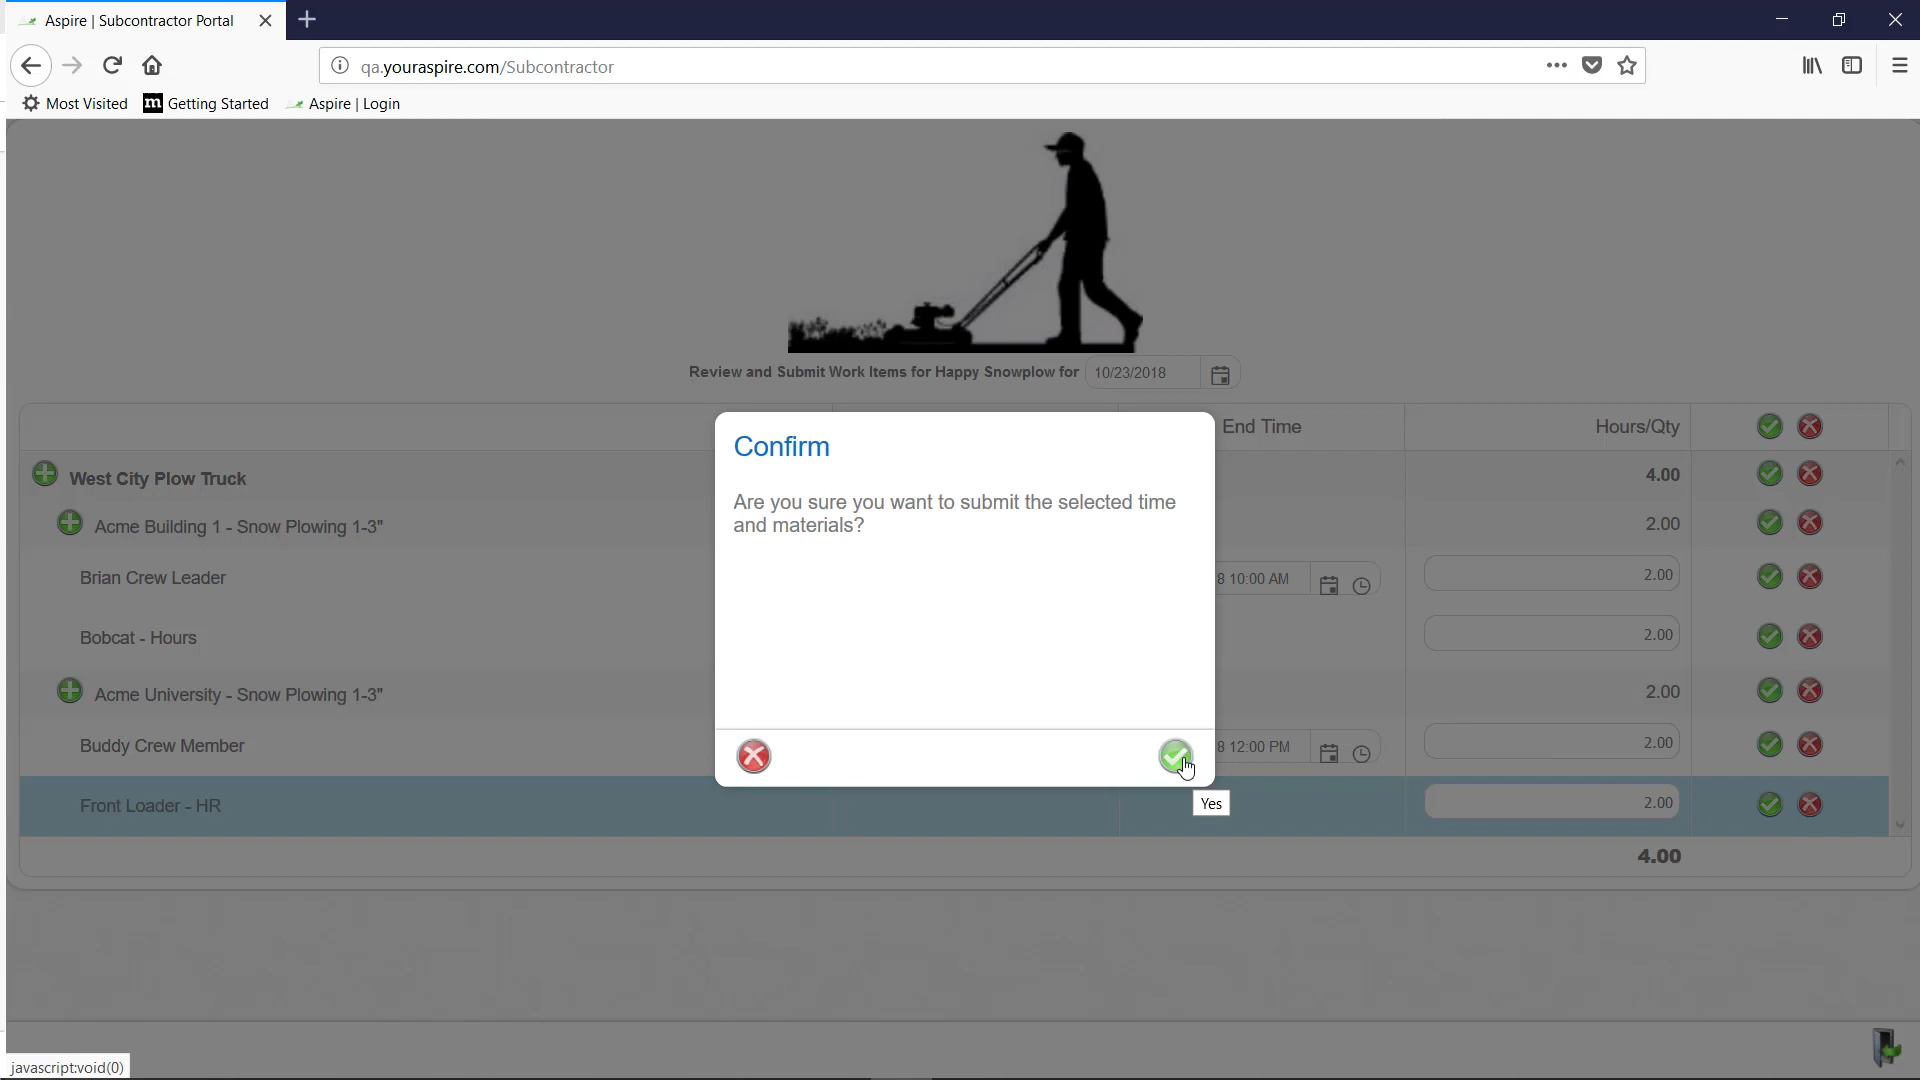 Aspire | Subcontractor Portal
qa.youraspire.com/Subcontractor
Most Visited
m Getting Started
Aspire | Login
Review and Submit Work Items for Happy Snowplow for 10/23/2018
End Time
Hours/Qty
West City Plow Truck
4.00
Acme Building 1 - Snow Plowing 1-3"
2.00
Brian Crew Leader
8 10:00 AM
2.00
Bobcat - Hours
2.00
Acme University - Snow Plowing 1-3"
2.00
Buddy Crew Member
8 12:00 PM
2.00
Front Loader - HR
2.00
4.00
Confirm
Are you sure you want to submit the selected time
and materials?
Yes
javascript:void(0)